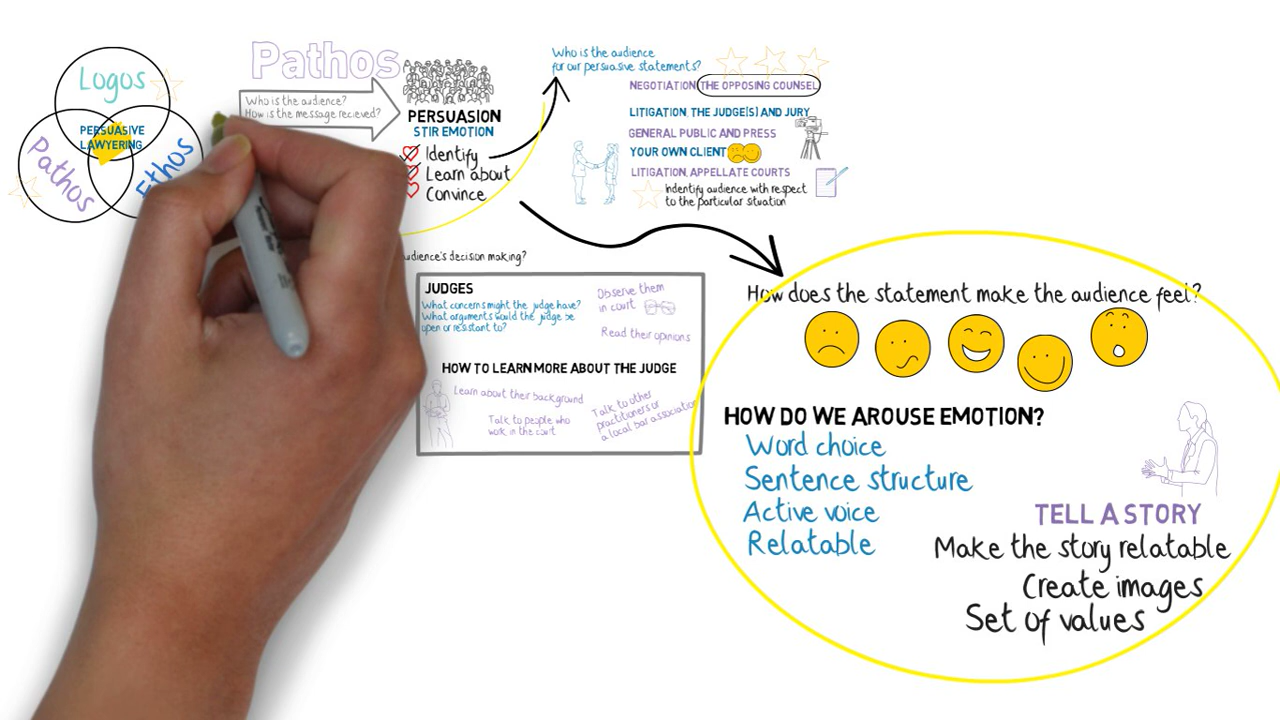 Logos
PERSUASIVE
LAWYERING
Pathos
Ethos
Pathos
Who is the audience?
How is the message recieved?
PERSUASION
STIR EMOTION
Identify
Learn about
Convince
Who is the audience
for our persuasive statements?
NEGOTIATION, THE OPPOSING COUNSEL
LITIGATION, THE JUDGE(S) AND JURY
GENERAL PUBLIC AND PRESS
YOUR OWN CLIENT
LITIGATION, APPELLATE COURTS
Indentify audience with respect
to the particular situation
audience's decision making?
JUDGES
What concerns might the judge have?
What arguments would the judge be
open or resistant to?
Observe them
in court
Read their opinions
HOW TO LEARN MORE ABOUT THE JUDGE
Learn about their background
Talk to people who
work in the court
Talk to other
practitioners or
a local bar association
How does the statement make the audience feel?
HOW DO WE AROUSE EMOTION?
Word choice
Sentence structure
Active voice
Relatable
TELL A STORY
Make the story relatable
Create images
Set of values